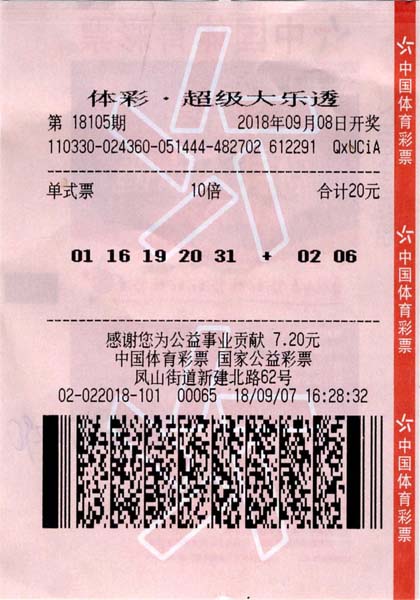 体彩·超级大乐透
第 18105期 2018年09月08日开奖
110330-024360-051444-482702 612291 QxUCiA
单式票 10倍 合计20元
01 16 19 20 31 + 02 06
感谢您为公益事业贡献 7.20元
中国体育彩票 国家公益彩票
凤山街道新建北路62号
02-022018-101 00065 18/09/07 16:28:32
中国体育彩票
中国体育彩票
中国体育彩票